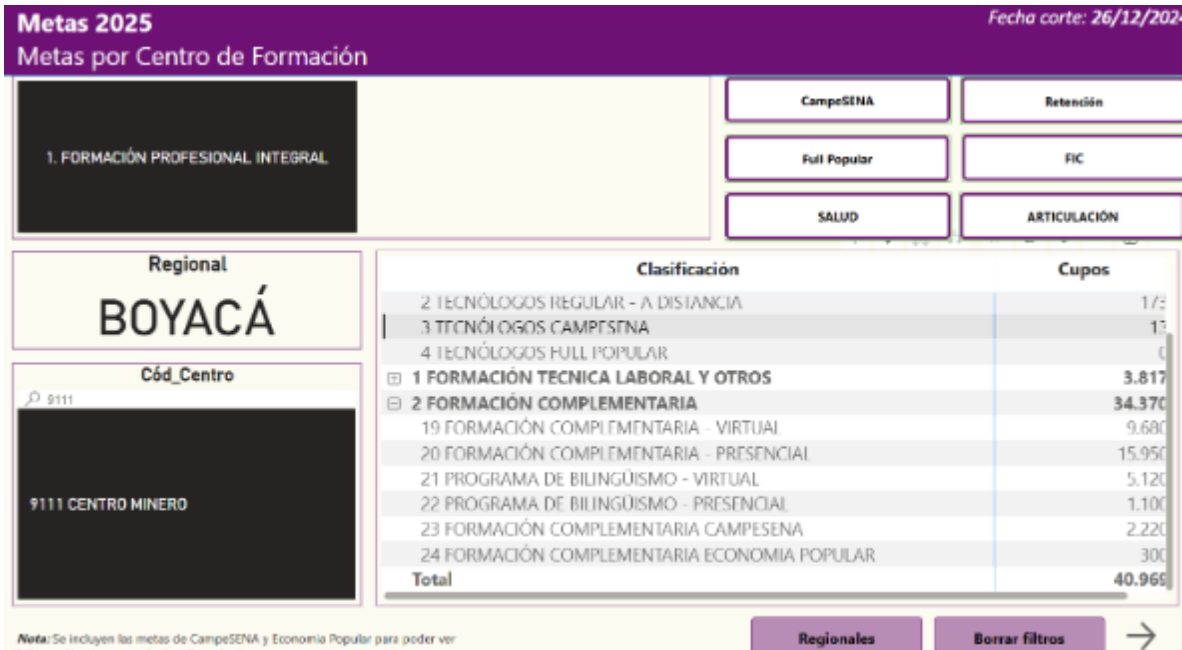 Metas 2025
Fecha corte: 26/12/2024
Metas por Centro de Formación
1. FORMACIÓN PROFESIONAL INTEGRAL
CampeSENA
Retención
Full Popular
FIC
SALUD
ARTICULACIÓN
Regional
BOYACÁ
Cód_Centro
9111
9111 CENTRO MINERO
Clasificación Cupos
2 TECNÓLOGOS REGULAR - A DISTANCIA
3 TECNÓLOGOS CAMPESENA
4 TECNÓLOGOS FULL POPULAR
1 FORMACIÓN TECNICA LABORAL Y OTROS 3.817
2 FORMACIÓN COMPLEMENTARIA 34.370
19 FORMACIÓN COMPLEMENTARIA - VIRTUAL 9.680
20 FORMACIÓN COMPLEMENTARIA - PRESENCIAL 15.950
21 PROGRAMA DE BILINGÜISMO - VIRTUAL 5.120
22 PROGRAMA DE BILINGÜISMO - PRESENCIAL 1.100
23 FORMACIÓN COMPLEMENTARIA CAMPESENA 2.220
24 FORMACIÓN COMPLEMENTARIA ECONOMIA POPULAR 300
Total 40.969
Nota: Se incluyen las metas de CampeSENA y Economia Popular para poder ver
Regionales
Borrar filtros